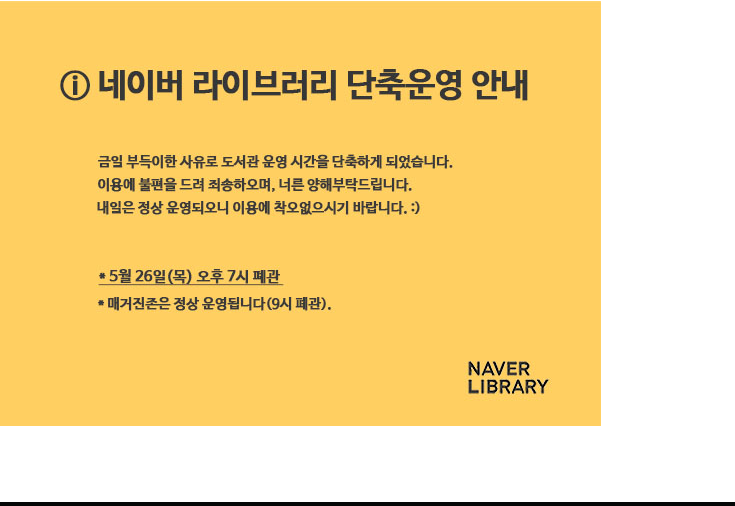 ⓘ 네이버 라이브러리 단축운영 안내
금일 부득이한 사유로 도서관 운영 시간을 단축하게 되었습니다.
이용에 불편을 드려 죄송하오며, 너른 양해부탁드립니다.
내일은 정상 운영되오니 이용에 착오없으시기 바랍니다. :)
* 5월 26일(목) 오후 7시 폐관
* 매거진존은 정상 운영됩니다(9시 폐관).
NAVER
LIBRARY